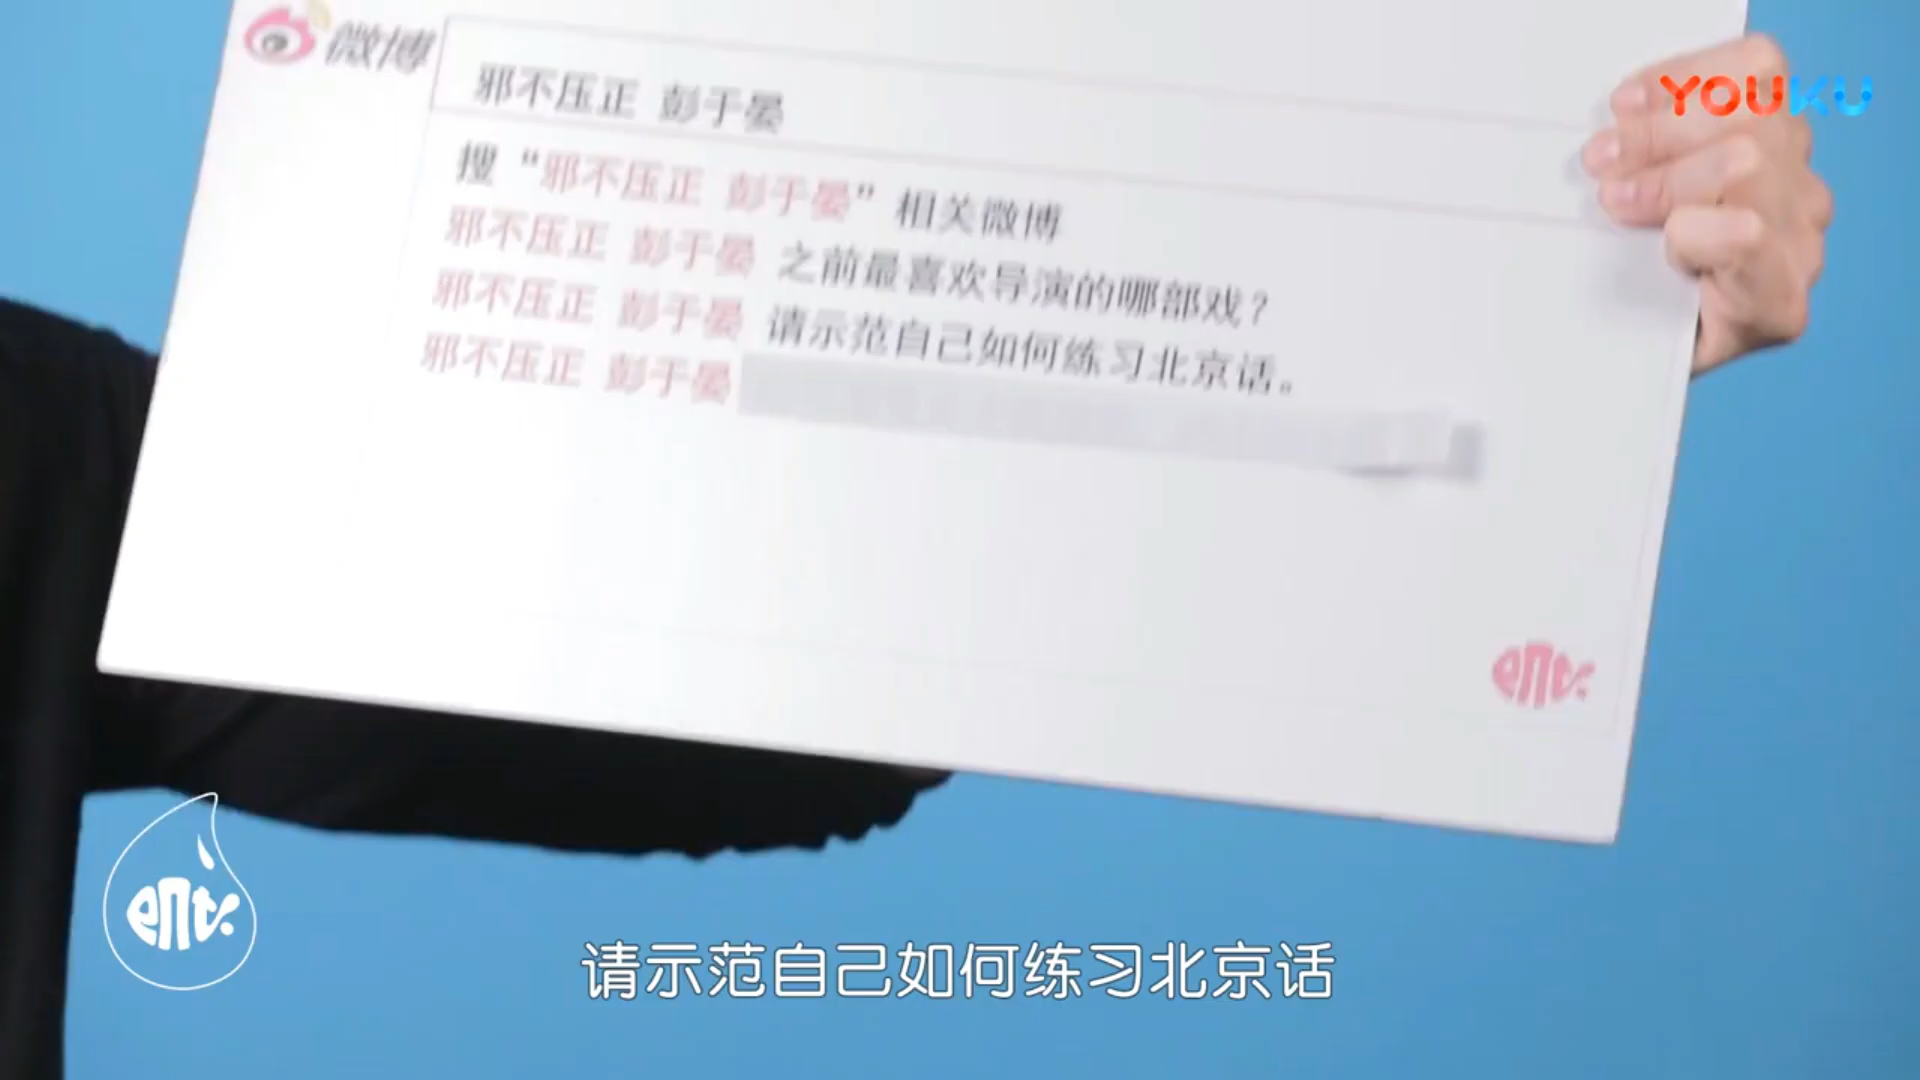 微博
邪不压正 彭于晏
YOUKU
搜“邪不压正 彭于晏”相关微博
邪不压正 彭于晏 之前最喜欢导演的哪部戏？
邪不压正 彭于晏 请示范自己如何练习北京话。
邪不压正 彭于晏
ent.
ent.
请示范自己如何练习北京话